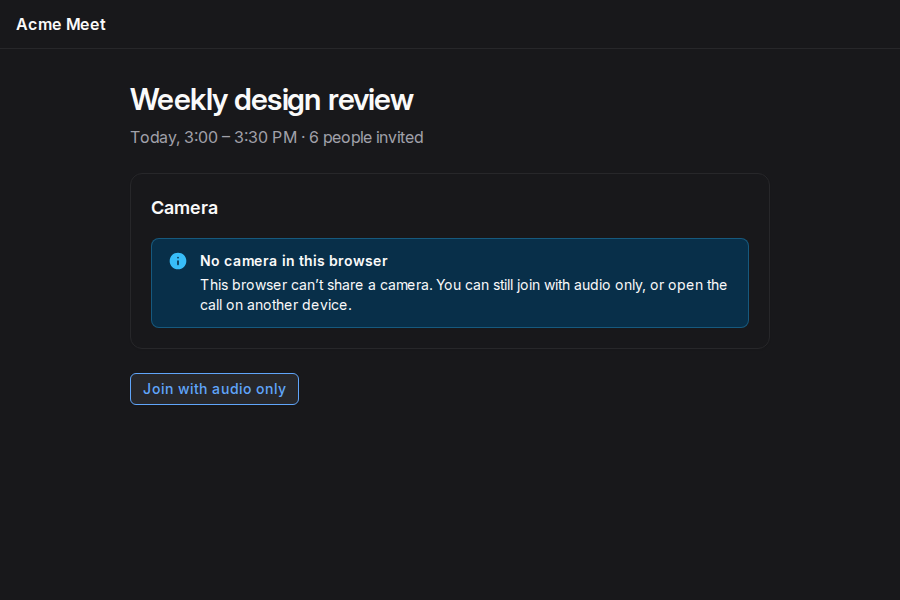 Acme Meet
Weekly design review
Today, 3:00 – 3:30 PM · 6 people invited
Camera
No camera in this browser
This browser can’t share a camera. You can still join with audio only, or open the
call on another device.
Join with audio only